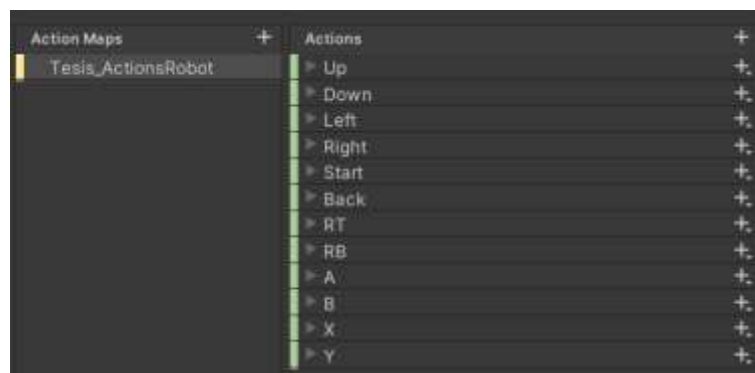 Action Maps
Actions
Tesis_ActionsRobot
Up
Down
Left
Right
Start
Back
RT
RB
A
B
X
Y